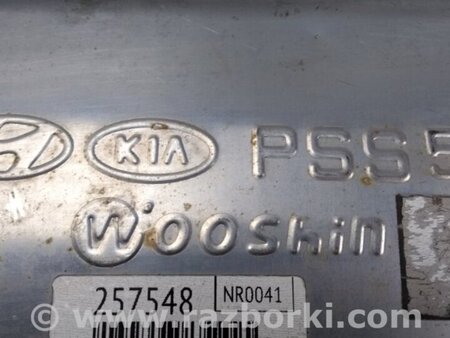 KIA PSS5
Wooshin
257548 NR0041
www.razborki.com